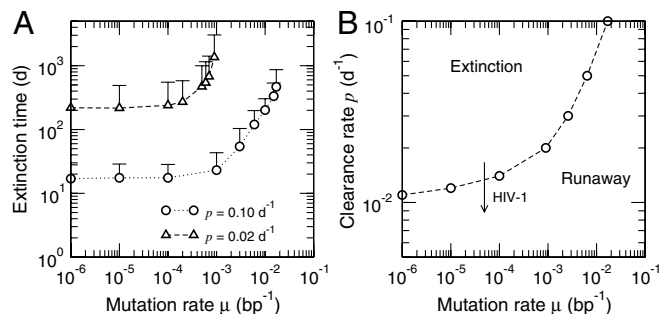 A
Extinction time (d)
10^3
10^2
10^1
10^0
p = 0.10 d^-1
p = 0.02 d^-1
10^-6 10^-5 10^-4 10^-3 10^-2 10^-1
Mutation rate μ (bp^-1)
B
Clearance rate p (d^-1)
10^-1
10^-2
Extinction
Runaway
HIV-1
10^-6 10^-5 10^-4 10^-3 10^-2 10^-1
Mutation rate μ (bp^-1)